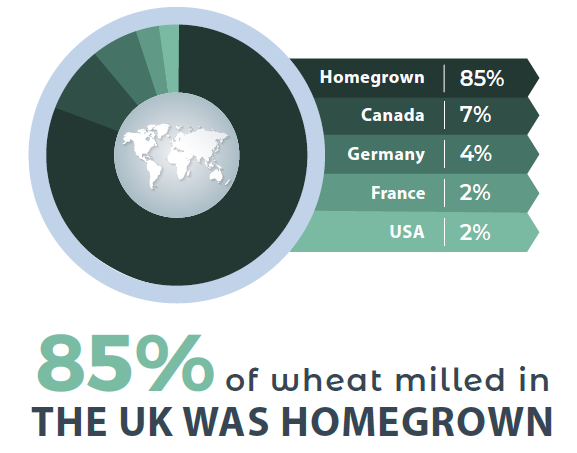 Homegrown 85%
Canada 7%
Germany 4%
France 2%
USA 2%
85% of wheat milled in
THE UK WAS HOMEGROWN